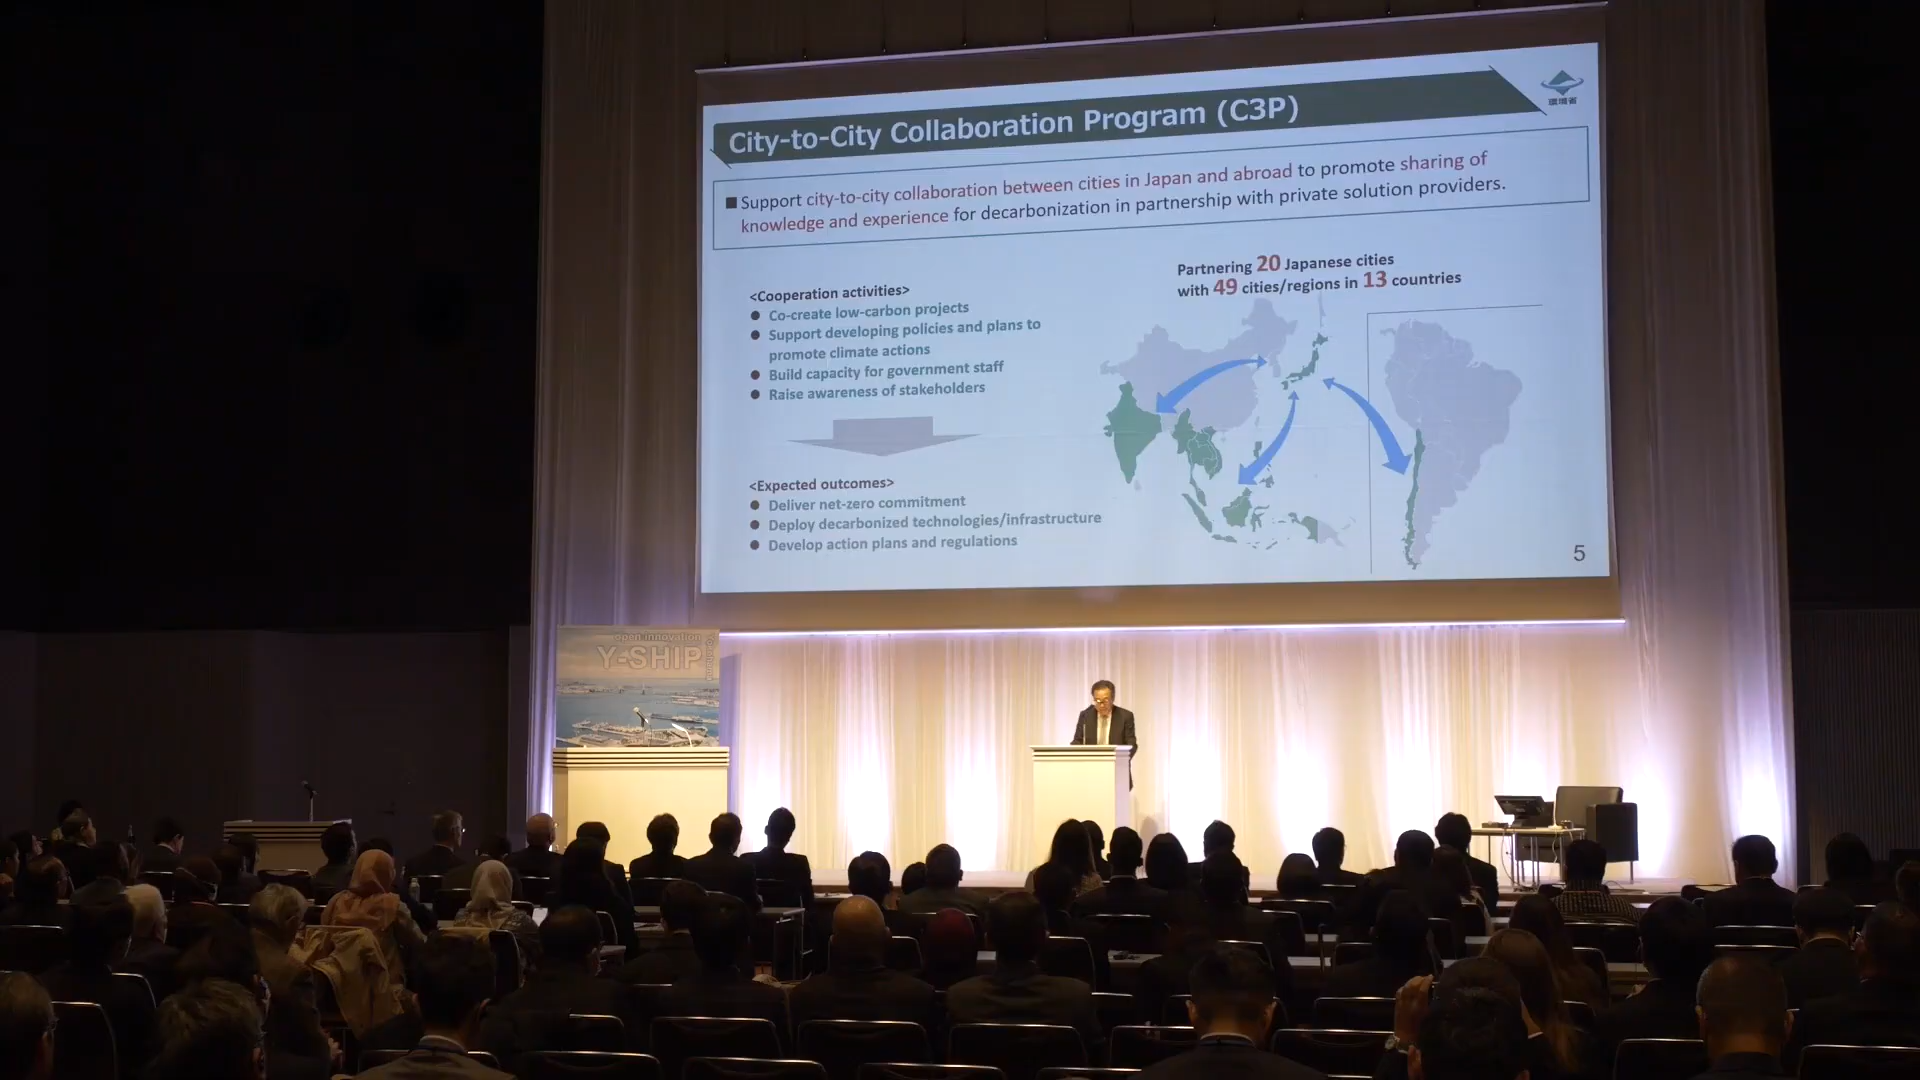 City-to-City Collaboration Program (C3P)
環境省
■ Support city-to-city collaboration between cities in Japan and abroad to promote sharing of
knowledge and experience for decarbonization in partnership with private solution providers.
<Cooperation activities>
● Co-create low-carbon projects
● Support developing policies and plans to
promote climate actions
● Build capacity for government staff
● Raise awareness of stakeholders
<Expected outcomes>
● Deliver net-zero commitment
● Deploy decarbonized technologies/infrastructure
● Develop action plans and regulations
Partnering 20 Japanese cities
with 49 cities/regions in 13 countries
5
open innovation
Y-SHIP